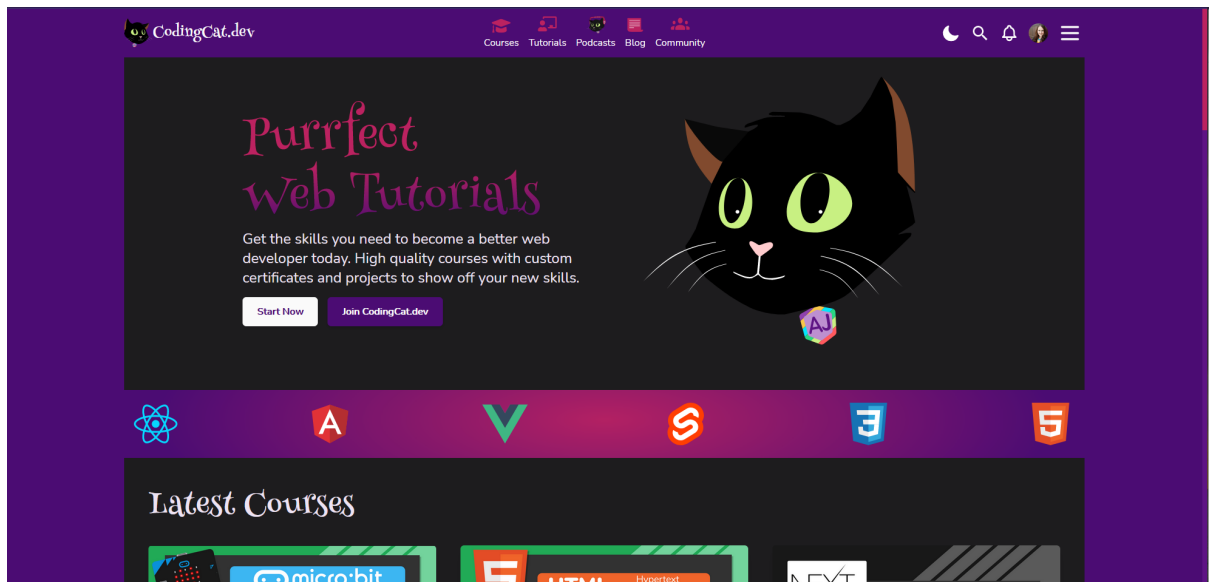 CodingCat.dev
Courses Tutorials Podcasts Blog Community
Purrfect
Web Tutorials
Get the skills you need to become a better web
developer today. High quality courses with custom
certificates and projects to show off your new skills.
Start Now
Join CodingCat.dev
AJ
Latest Courses
micro:bit
HTML
Hypertext
NEXT